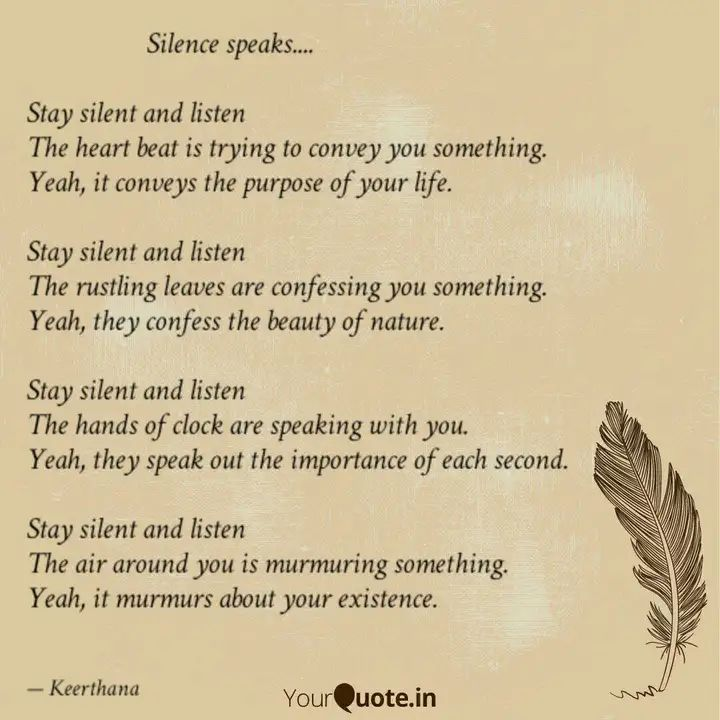 Silence speaks....
Stay silent and listen
The heart beat is trying to convey you something.
Yeah, it conveys the purpose of your life.
Stay silent and listen
The rustling leaves are confessing you something.
Yeah, they confess the beauty of nature.
Stay silent and listen
The hands of clock are speaking with you.
Yeah, they speak out the importance of each second.
Stay silent and listen
The air around you is murmuring something.
Yeah, it murmurs about your existence.
— Keerthana
YourQuote.in